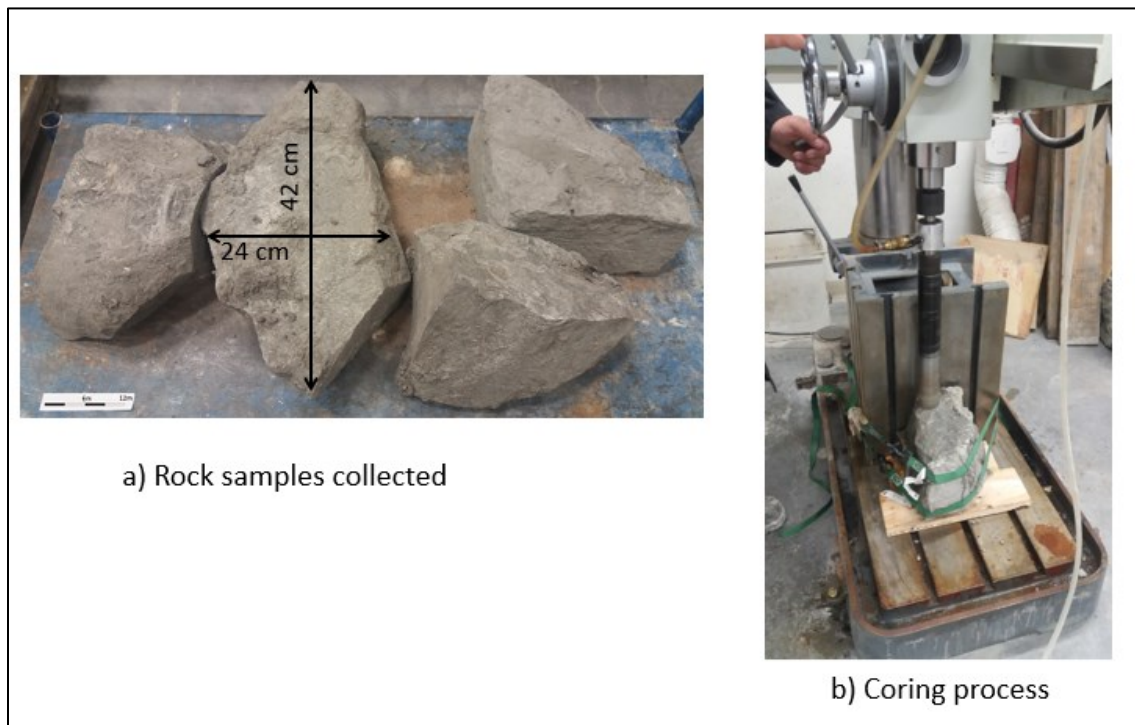 42 cm
24 cm
6m 12m
a) Rock samples collected
b) Coring process